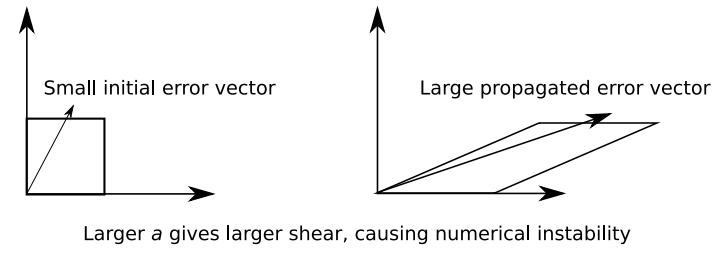 Small initial error vector
Large propagated error vector
Larger a gives larger shear, causing numerical instability